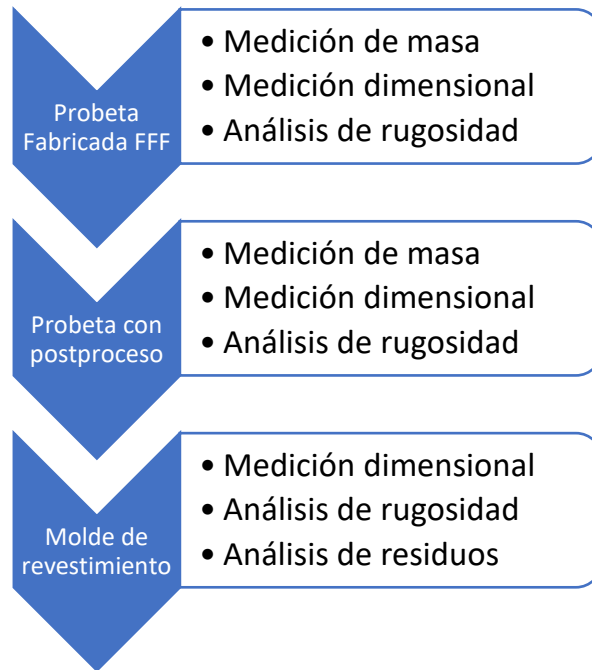 Probeta
Fabricada FFF
• Medición de masa
• Medición dimensional
• Análisis de rugosidad
Probeta con
postproceso
• Medición de masa
• Medición dimensional
• Análisis de rugosidad
Molde de
revestimiento
• Medición dimensional
• Análisis de rugosidad
• Análisis de residuos